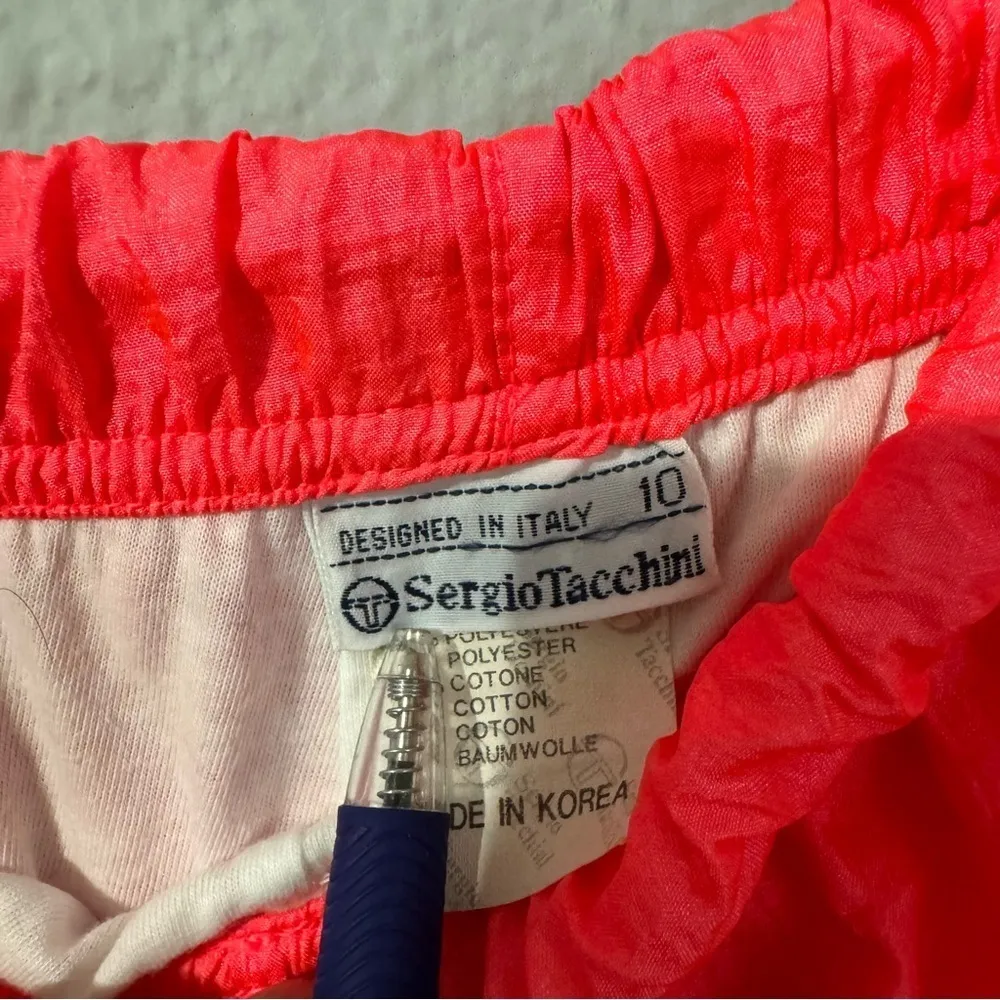 DESIGNED IN ITALY 10
SergioTacchini
POLYESTERE
POLYESTER
COTONE
COTTON
COTON
BAUMWOLLE
DE IN KOREA